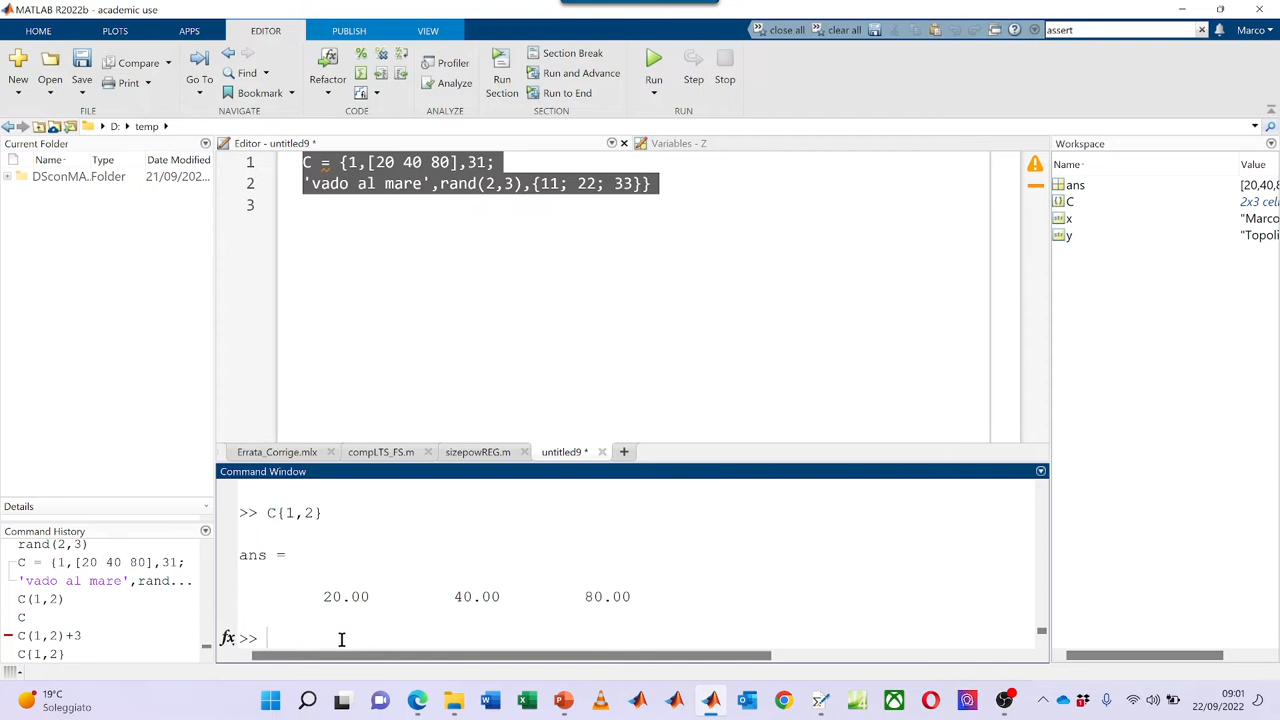 MATLAB R2022b - academic use
HOME PLOTS APPS EDITOR PUBLISH VIEW
close all clear all assert Marco
New Open Save Compare Print
Go To Find Bookmark
Refactor
Profiler Analyze
Run Section
Section Break
Run and Advance
Run to End
Run Step Stop
FILE NAVIGATE CODE ANALYZE SECTION RUN
D: temp
Current Folder
Name Type Date Modified
DSconMA.. Folder 21/09/202...
Details
Command History
rand(2,3)
C = {1,[20 40 80],31;
'vado al mare',rand...
C(1,2)
C
C(1,2)+3
C{1,2}
Editor - untitled9 *
Variables - Z
1 C = {1,[20 40 80],31;
2 'vado al mare',rand(2,3),{11; 22; 33}}
3
Errata_Corrige.mlx compLTS_FS.m sizepowREG.m untitled9 * +
Command Window
>> C{1,2}
ans =
20.00 40.00 80.00
fx >>
Workspace
Name Value
ans [20,40,8
C 2x3 cell
x "Marco
y "Topoli
19°C
Soleggiato
09:01
22/09/2022